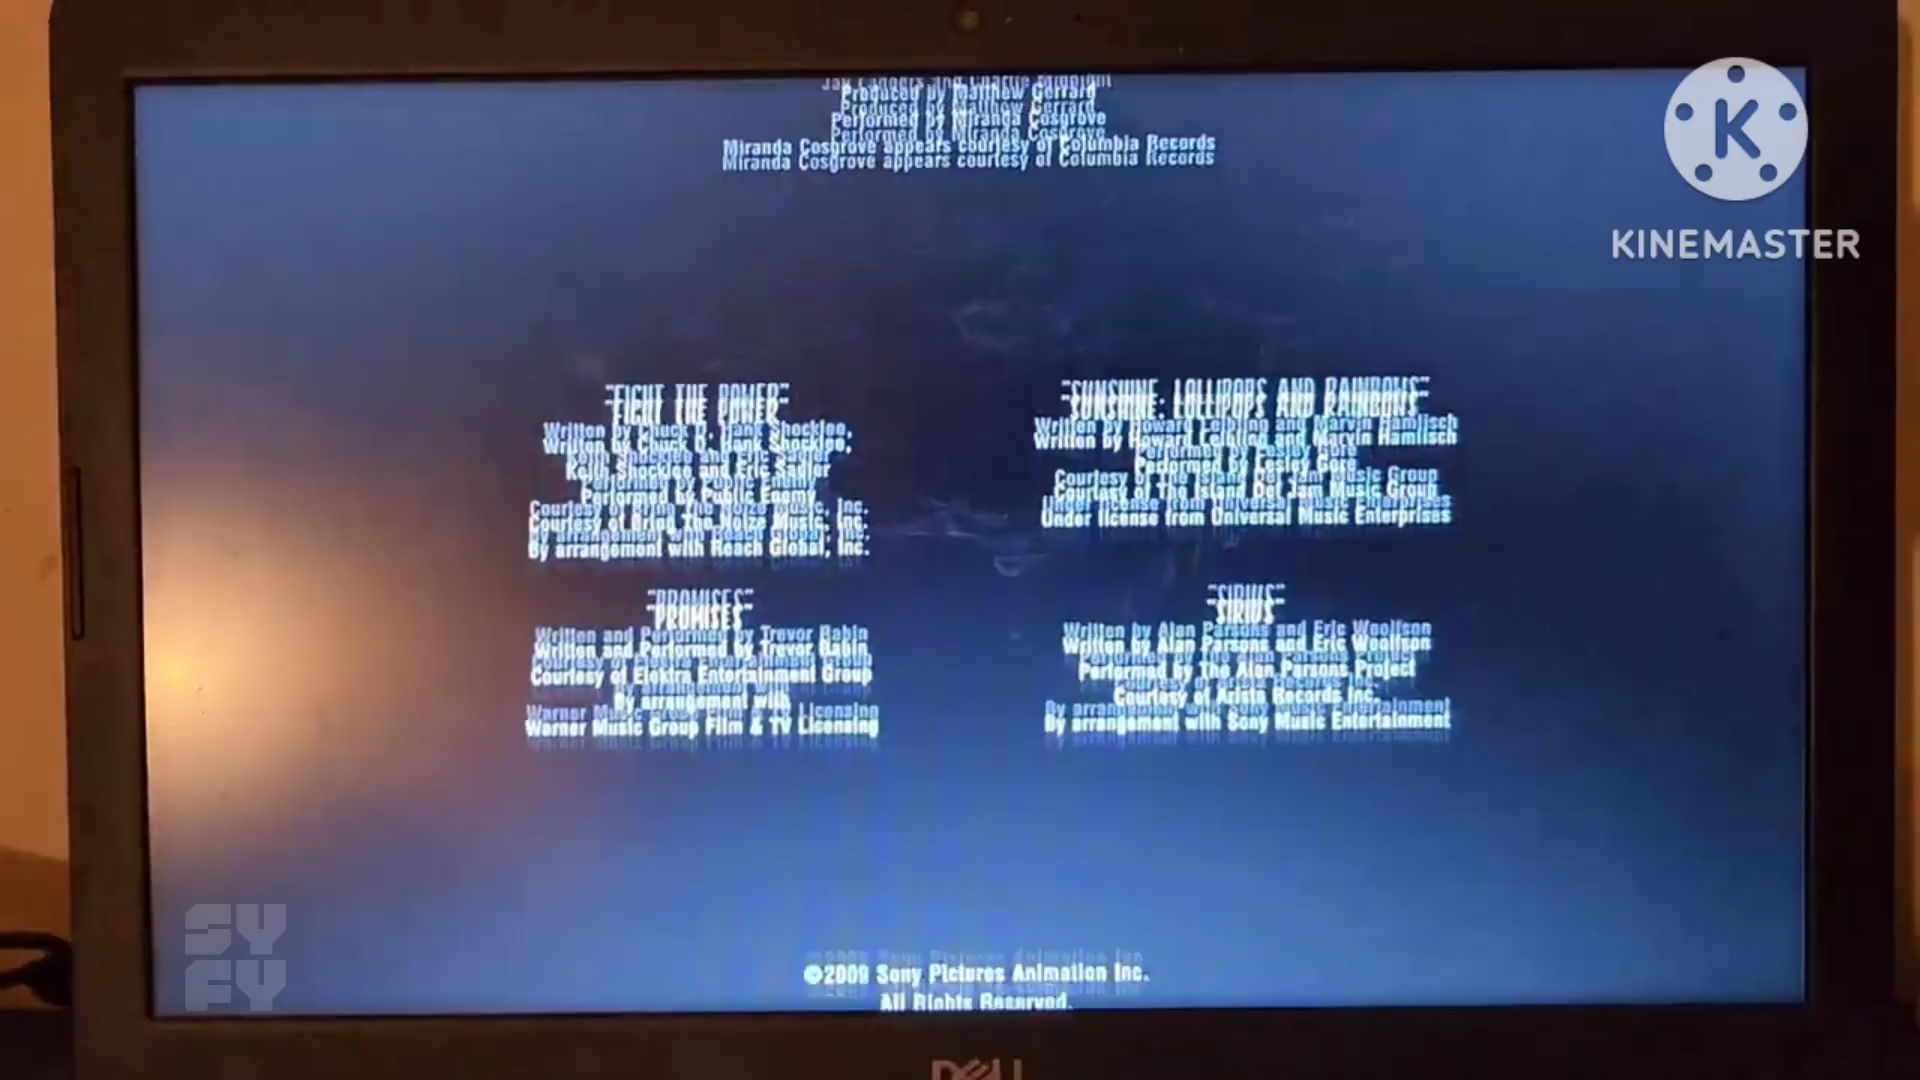 Produced by Matthew Gerrard
Performed by Miranda Cosgrove
Miranda Cosgrove appears courtesy of Columbia Records
"FIGHT THE POWER"
Written by Chuck D, Hank Shocklee,
Keith Shocklee and Eric Sadler
Performed by Public Enemy
Courtesy of Bring The Noize Music, Inc.
By arrangement with Reach Global, Inc.
"SUNSHINE, LOLLIPOPS AND RAINBOWS"
Written by Howard Leibling and Marvin Hamlisch
Performed by Lesley Gore
Courtesy of The Island Def Jam Music Group
Under license from Universal Music Enterprises
"PROMISES"
Written and Performed by Trevor Rabin
Courtesy of Elektra Entertainment Group
By arrangement with
Warner Music Group Film & TV Licensing
"SIRIUS"
Written by Alan Parsons and Eric Woolfson
Performed by The Alan Parsons Project
Courtesy of Arista Records Inc.
By arrangement with Sony Music Entertainment
©2009 Sony Pictures Animation Inc.
All Rights Reserved.
K
KINEMASTER
SY
FY
DELL